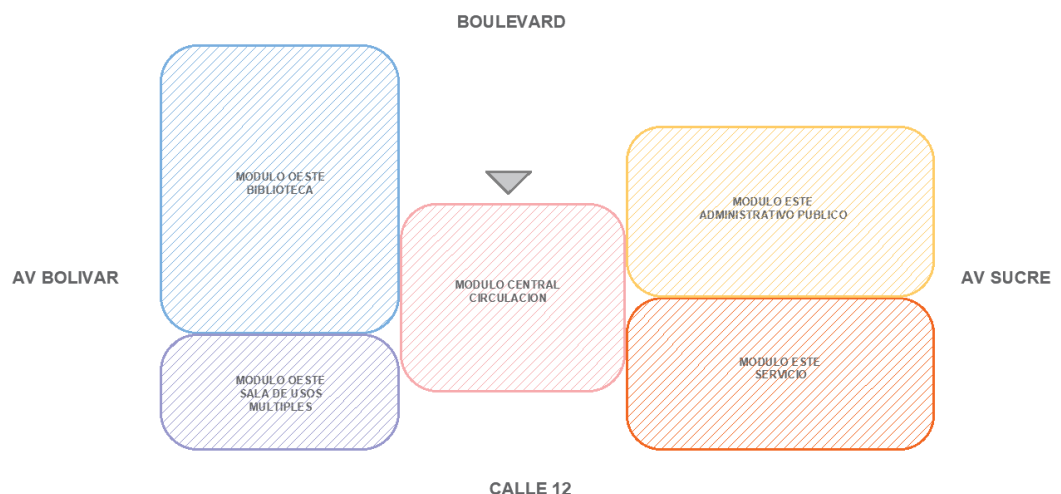 BOULEVARD
MODULO OESTE
BIBLIOTECA
MODULO ESTE
ADMINISTRATIVO PUBLICO
AV BOLIVAR
MODULO CENTRAL
CIRCULACION
AV SUCRE
MODULO OESTE
SALA DE USOS
MULTIPLES
MODULO ESTE
SERVICIO
CALLE 12